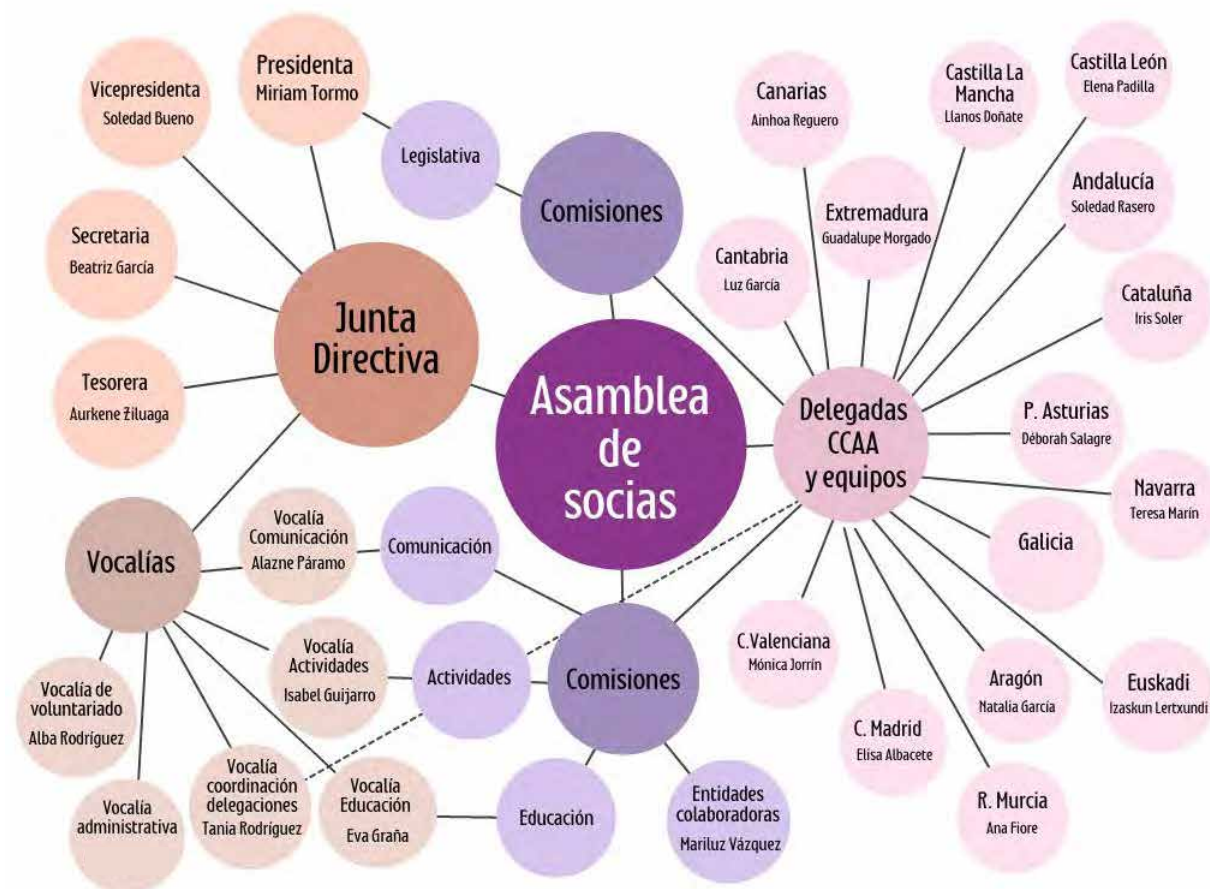 Presidenta
Miriam Tormo
Vicepresidenta
Soledad Bueno
Secretaria
Beatriz García
Tesorera
Aurkene Žiluaga
Junta
Directiva
Legislativa
Comisiones
Asamblea
de
socias
Vocalías
Vocalía
Comunicación
Alazne Páramo
Comunicación
Vocalía
Actividades
Isabel Guijarro
Actividades
Comisiones
Vocalía de
voluntariado
Alba Rodríguez
Vocalía
administrativa
Vocalía
coordinación
delegaciones
Tania Rodríguez
Vocalía
Educación
Eva Graña
Educación
Entidades
colaboradoras
Mariluz Vázquez
Delegadas
CCAA
y equipos
Canarias
Ainhoa Reguero
Castilla La
Mancha
Llanos Doñate
Castilla León
Elena Padilla
Cantabria
Luz García
Extremadura
Guadalupe Morgado
Andalucía
Soledad Rasero
Cataluña
Iris Soler
P. Asturias
Déborah Salagre
Navarra
Teresa Marín
Galicia
C.Valenciana
Mónica Jorrín
C. Madrid
Elisa Albacete
Aragón
Natalia García
Euskadi
Izaskun Lertxundi
R. Murcia
Ana Fiore